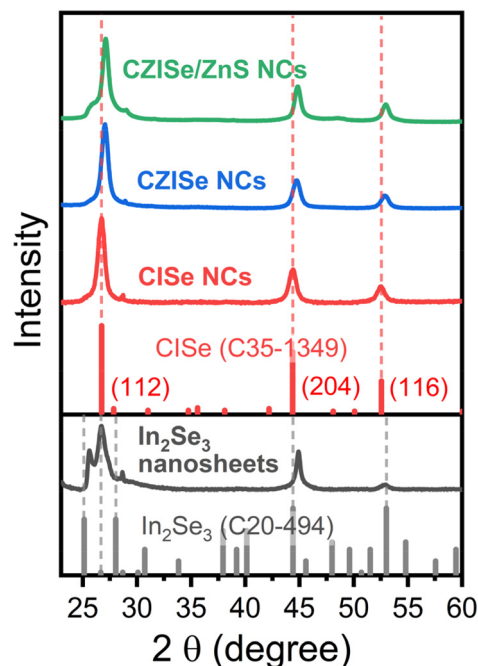 CZISe/ZnS NCs
CZISe NCs
CISe NCs
CISe (C35-1349)
(112) (204) (116)
In₂Se₃
nanosheets
In₂Se₃ (C20-494)
Intensity
25 30 35 40 45 50 55 60
2 θ (degree)